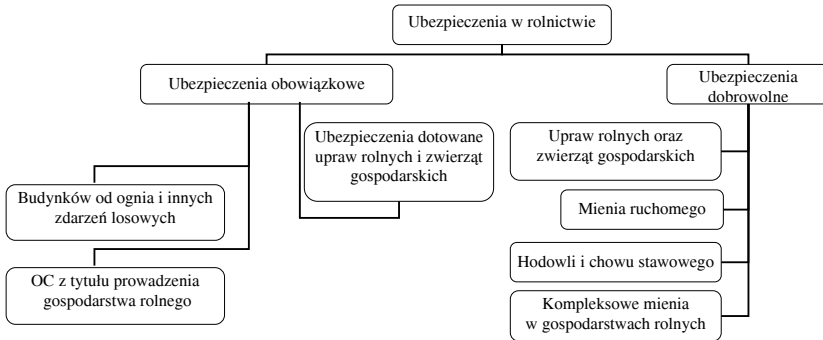 Ubezpieczenia w rolnictwie
Ubezpieczenia obowiązkowe
Ubezpieczenia
dobrowolne
Ubezpieczenia dotowane
upraw rolnych i zwierząt
gospodarskich
Budynków od ognia i innych
zdarzeń losowych
OC z tytułu prowadzenia
gospodarstwa rolnego
Upraw rolnych oraz
zwierząt gospodarskich
Mienia ruchomego
Hodowli i chowu stawowego
Kompleksowe mienia
w gospodarstwach rolnych